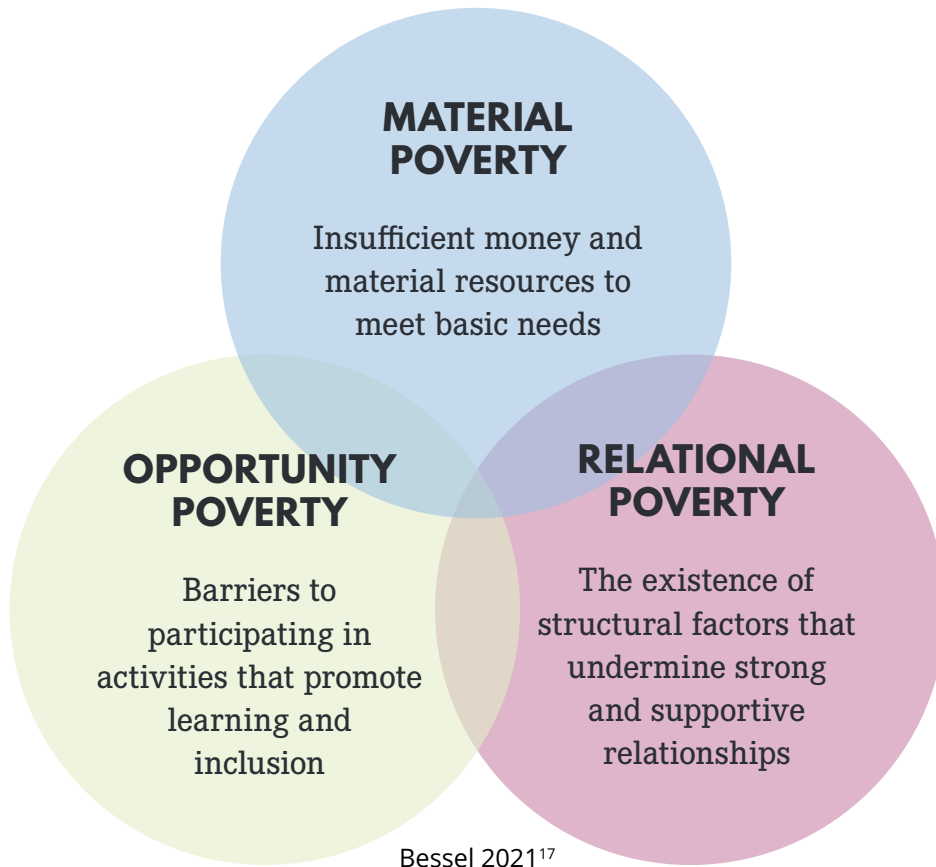 MATERIAL
POVERTY
Insufficient money and
material resources to
meet basic needs
OPPORTUNITY
POVERTY
Barriers to
participating in
activities that promote
learning and
inclusion
RELATIONAL
POVERTY
The existence of
structural factors that
undermine strong
and supportive
relationships
Bessel 2021¹⁷